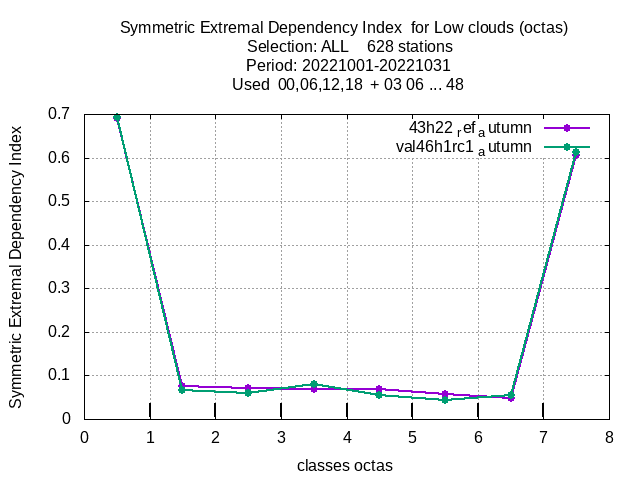 Symmetric Extremal Dependency Index  for Low clouds (octas)
Selection: ALL    628 stations
Period: 20221001-20221031
Used  00,06,12,18  + 03 06 ... 48
43h22 ref autumn
val46h1rc1 autumn
Symmetric Extremal Dependency Index
0.7
0.6
0.5
0.4
0.3
0.2
0.1
0
0 1 2 3 4 5 6 7 8
classes octas